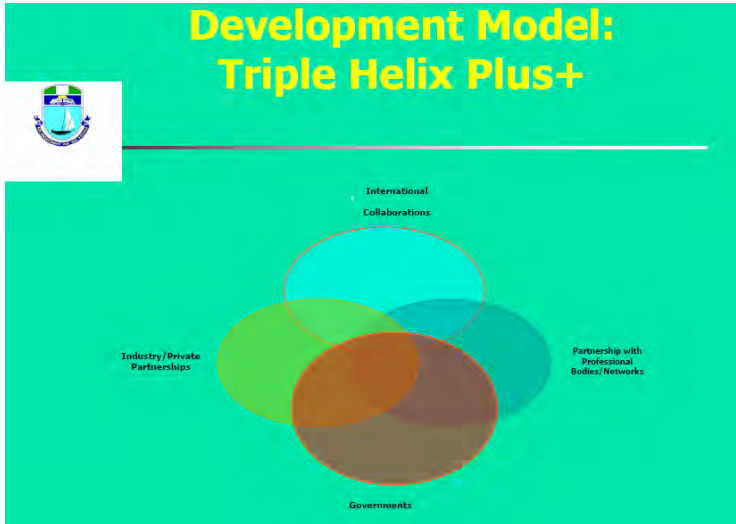 Development Model:
Triple Helix Plus+
International
Collaborations
Industry/Private
Partnerships
Partnership with
Professional
Bodies/Networks
Governments